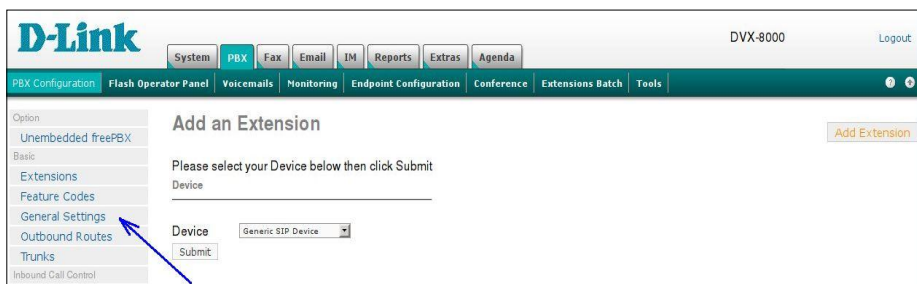 D-Link
DVX-8000
Logout
System PBX Fax Email IM Reports Extras Agenda
PBX Configuration Flash Operator Panel Voicemails Monitoring Endpoint Configuration Conference Extensions Batch Tools
Option
Unembedded freePBX
Basic
Extensions
Feature Codes
General Settings
Outbound Routes
Trunks
Inbound Call Control
Add an Extension
Add Extension
Please select your Device below then click Submit
Device
Device Generic SIP Device
Submit